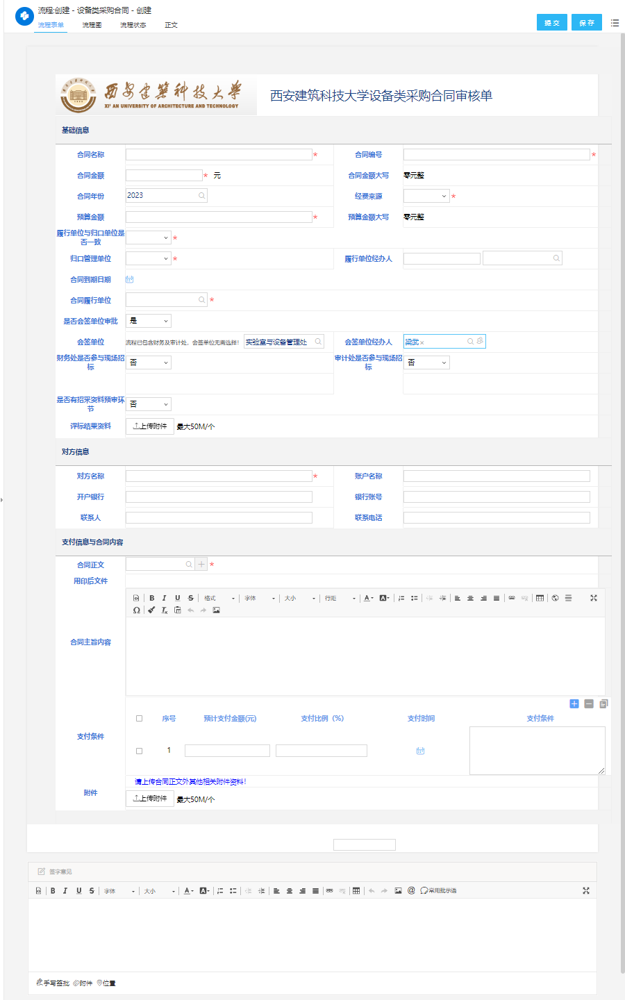 流程:创建 - 设备类采购合同 - 创建
流程表单 流程图 流程状态 正文
提交 保存
西安建筑科技大学
XI' AN UNIVERSITY OF ARCHITECTURE AND TECHNOLOGY
西安建筑科技大学设备类采购合同审核单
基础信息
合同名称 * 合同编号 *
合同金额 * 元 合同金额大写 零元整
合同年份 2023 经费来源 *
预算金额 * 预算金额大写 零元整
履行单位与归口单位是
否一致 *
归口管理单位 * 履行单位经办人
合同到期日期
合同履行单位 *
是否会签单位审批 是
会签单位 流程已包含财务及审计处，会签单位无需选择！ 实验室与设备管理处 会签单位经办人 梁武 ×
财务处是否参与现场招
标 否
审计处是否参与现场招
标 否
是否有招采资料预审环
节 否
评标结果资料 上传附件 最大50M/个
对方信息
对方名称 * 账户名称
开户银行 银行账号
联系人 联系电话
支付信息与合同内容
合同正文 *
用印后文件
B I U S 格式 字体 大小 行距 A A
Ω Tx
合同主旨内容
序号 预计支付金额(元) 支付比例（%） 支付时间 支付条件
支付条件
1
请上传合同正文外其他相关附件资料！
附件
上传附件 最大50M/个
签字意见
B I U S 字体 大小 A A @ 常用批示语
手写签批 附件 位置